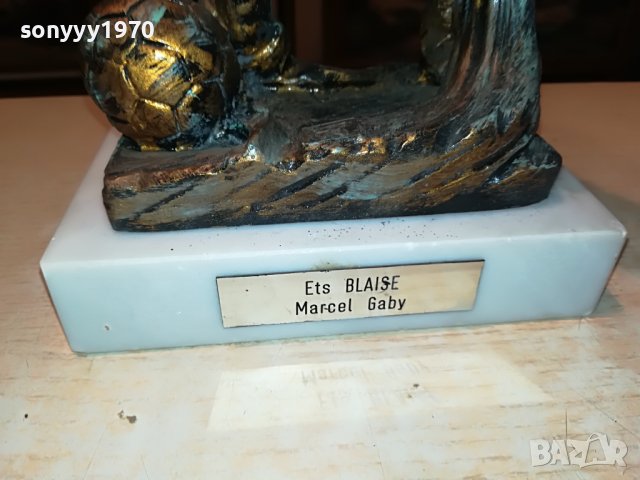 sonyyy1970
Ets BLAISE
Marcel Gaby
BAZAR